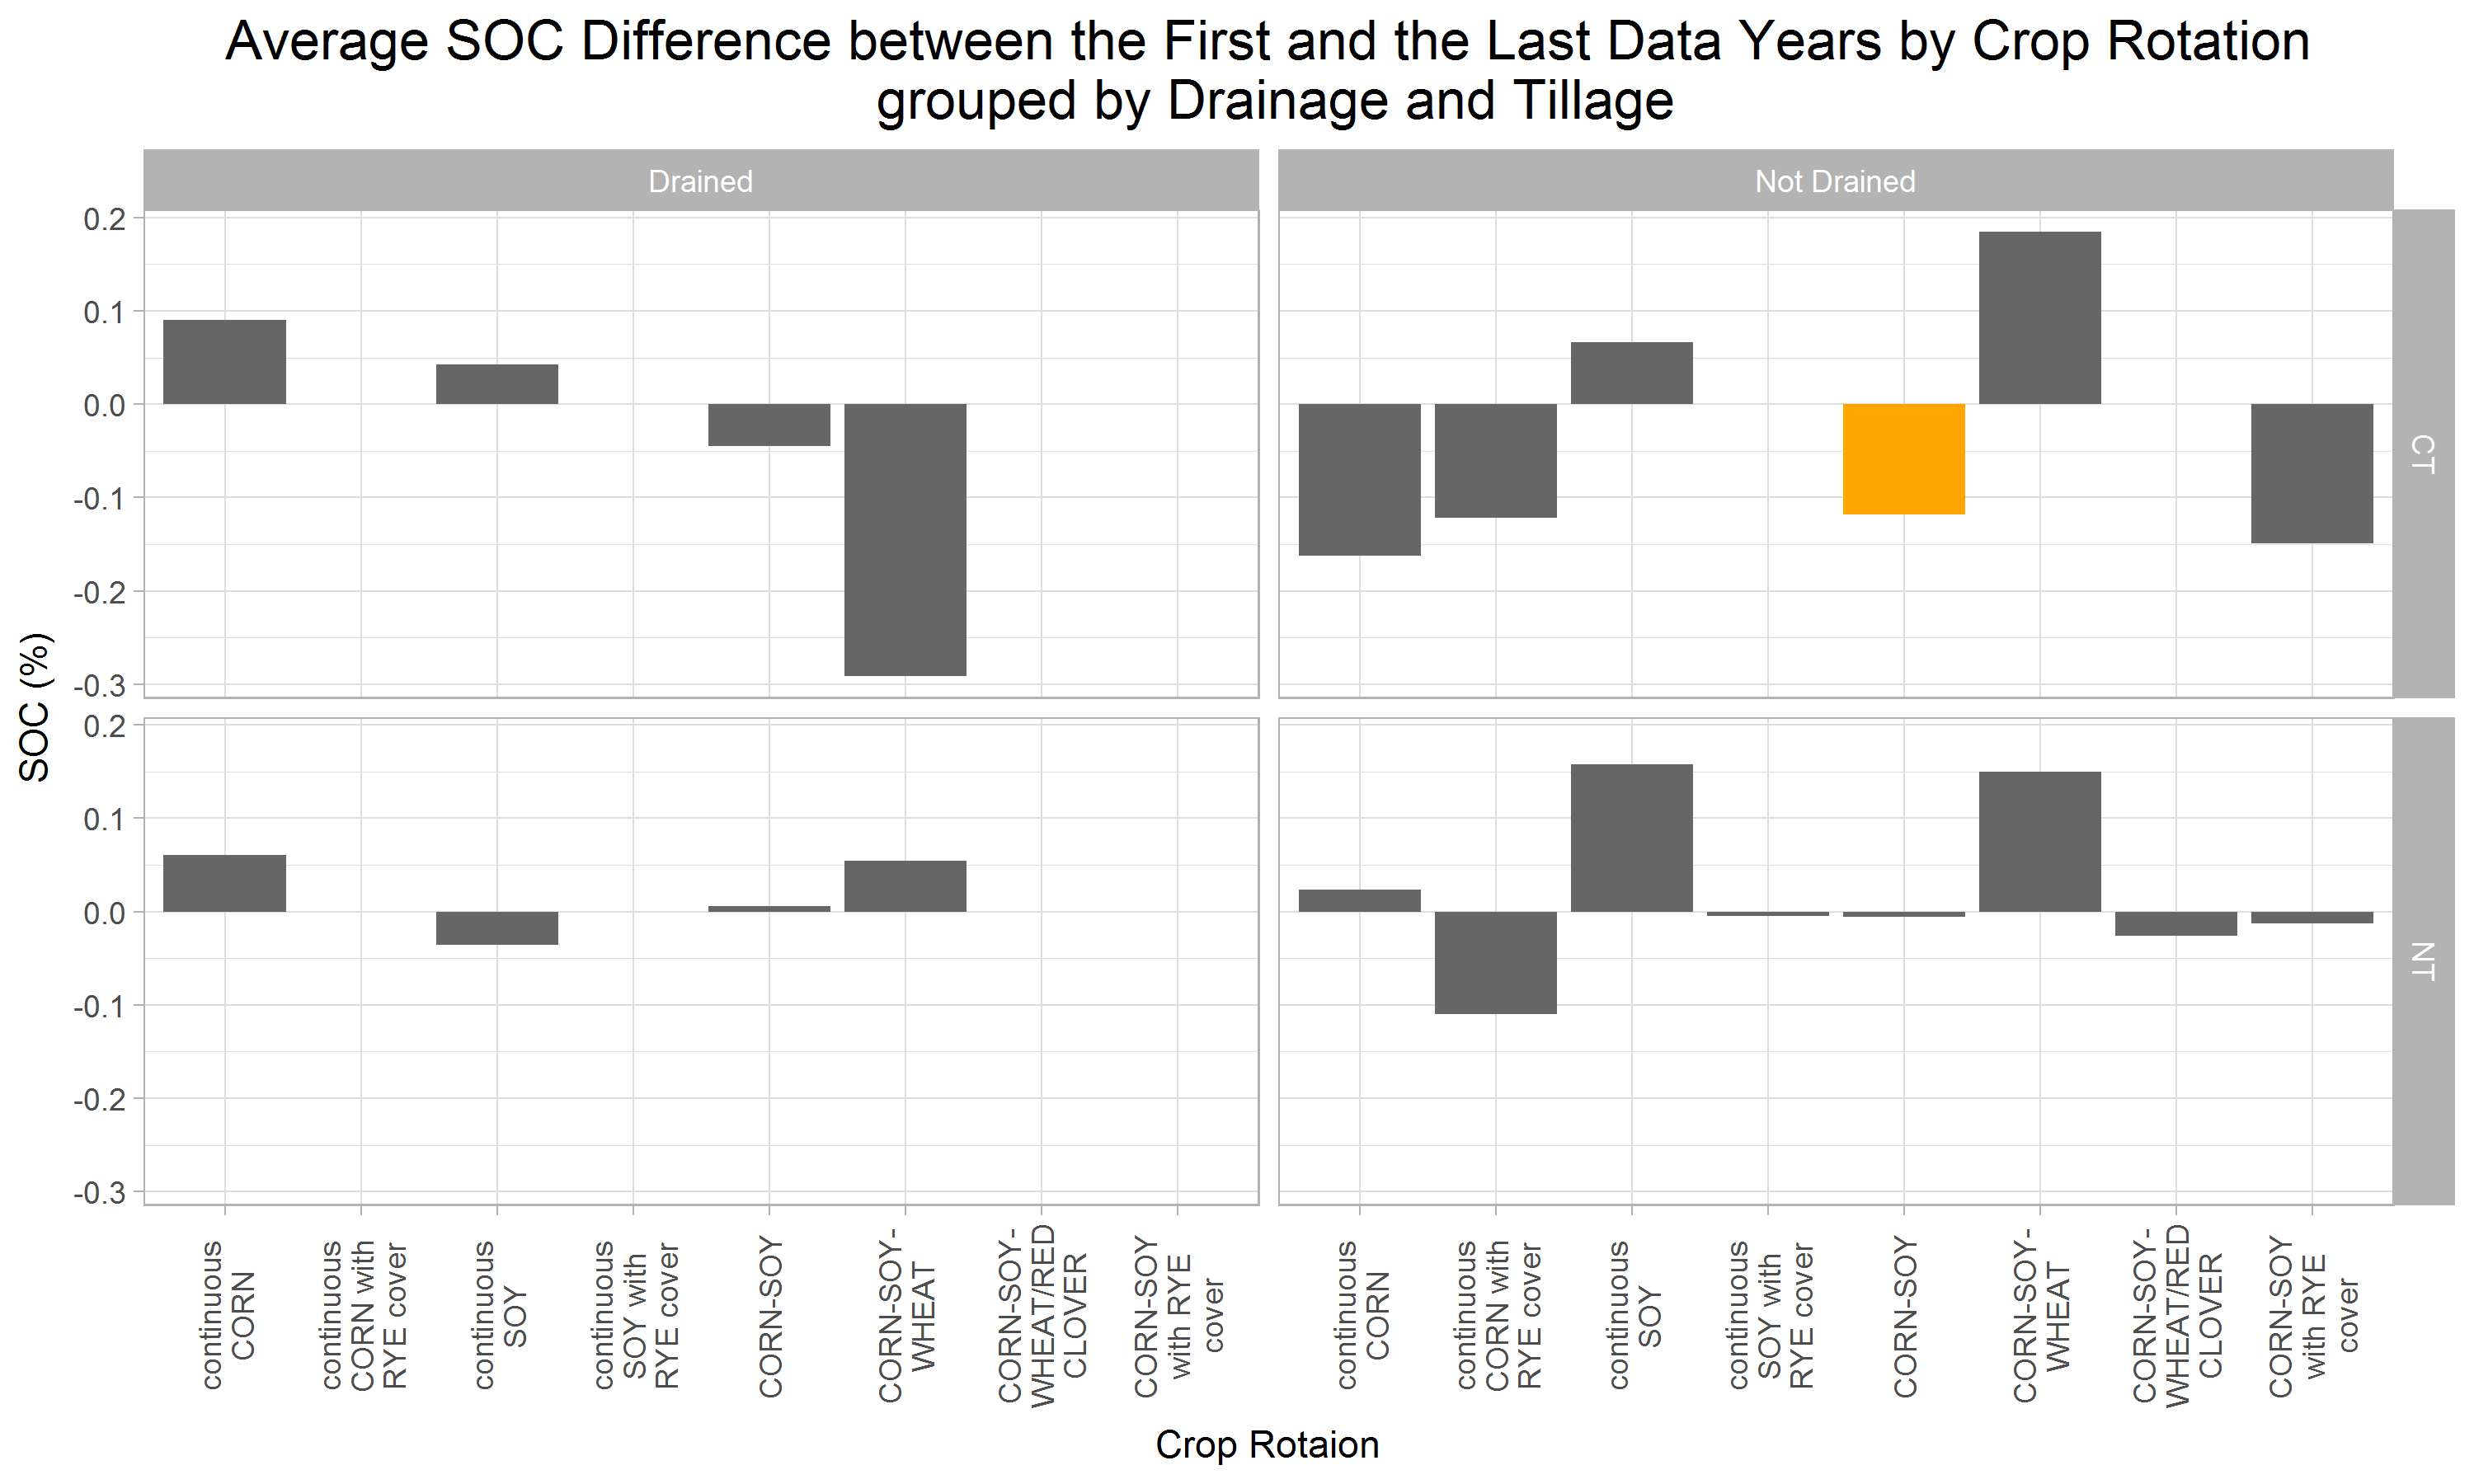 Average SOC Difference between the First and the Last Data Years by Crop Rotation
grouped by Drainage and Tillage
Drained
Not Drained
SOC (%)
0.2
0.1
0.0
-0.1
-0.2
-0.3
CT
0.2
0.1
0.0
-0.1
-0.2
-0.3
NT
continuous
CORN
continuous
CORN with
RYE cover
continuous
SOY
continuous
SOY with
RYE cover
CORN-SOY
CORN-SOY-
WHEAT
CORN-SOY-
WHEAT/RED
CLOVER
CORN-SOY
with RYE
cover
continuous
CORN
continuous
CORN with
RYE cover
continuous
SOY
continuous
SOY with
RYE cover
CORN-SOY
CORN-SOY-
WHEAT
CORN-SOY-
WHEAT/RED
CLOVER
CORN-SOY
with RYE
cover
Crop Rotaion